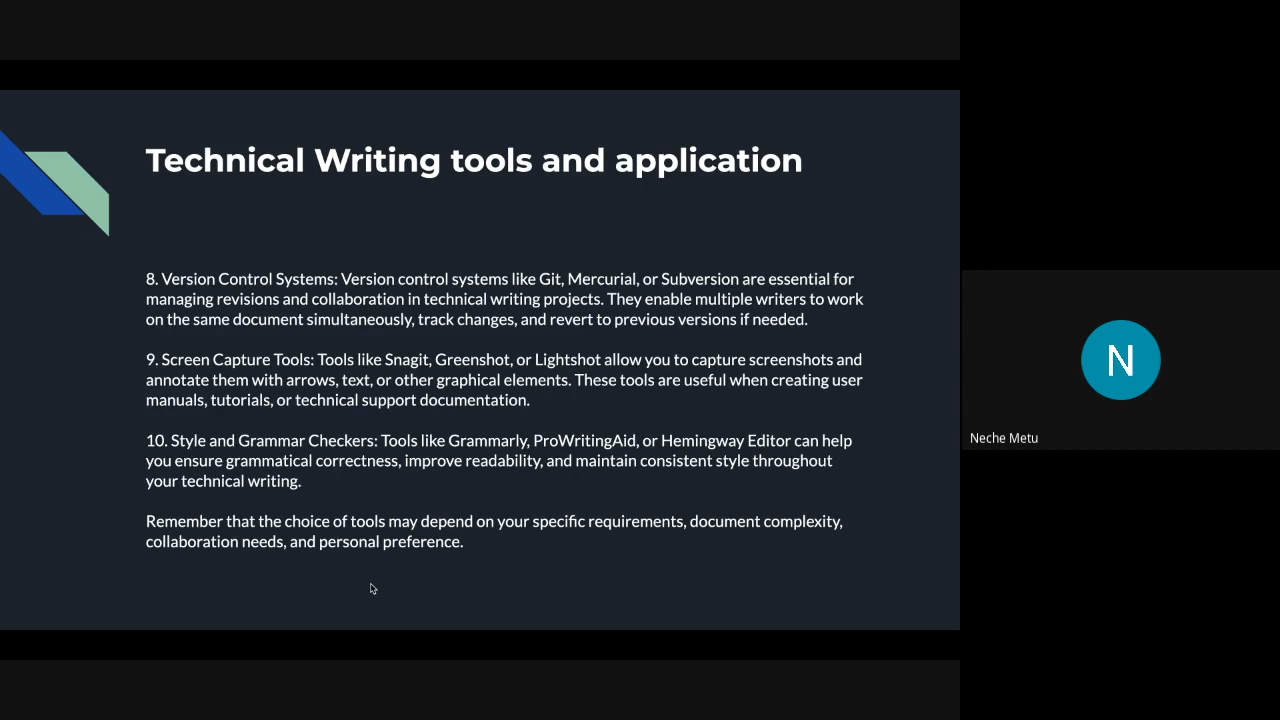 Technical Writing tools and application
8. Version Control Systems: Version control systems like Git, Mercurial, or Subversion are essential for
managing revisions and collaboration in technical writing projects. They enable multiple writers to work
on the same document simultaneously, track changes, and revert to previous versions if needed.
9. Screen Capture Tools: Tools like Snagit, Greenshot, or Lightshot allow you to capture screenshots and
annotate them with arrows, text, or other graphical elements. These tools are useful when creating user
manuals, tutorials, or technical support documentation.
10. Style and Grammar Checkers: Tools like Grammarly, ProWritingAid, or Hemingway Editor can help
you ensure grammatical correctness, improve readability, and maintain consistent style throughout
your technical writing.
Remember that the choice of tools may depend on your specific requirements, document complexity,
collaboration needs, and personal preference.
N
Neche Metu